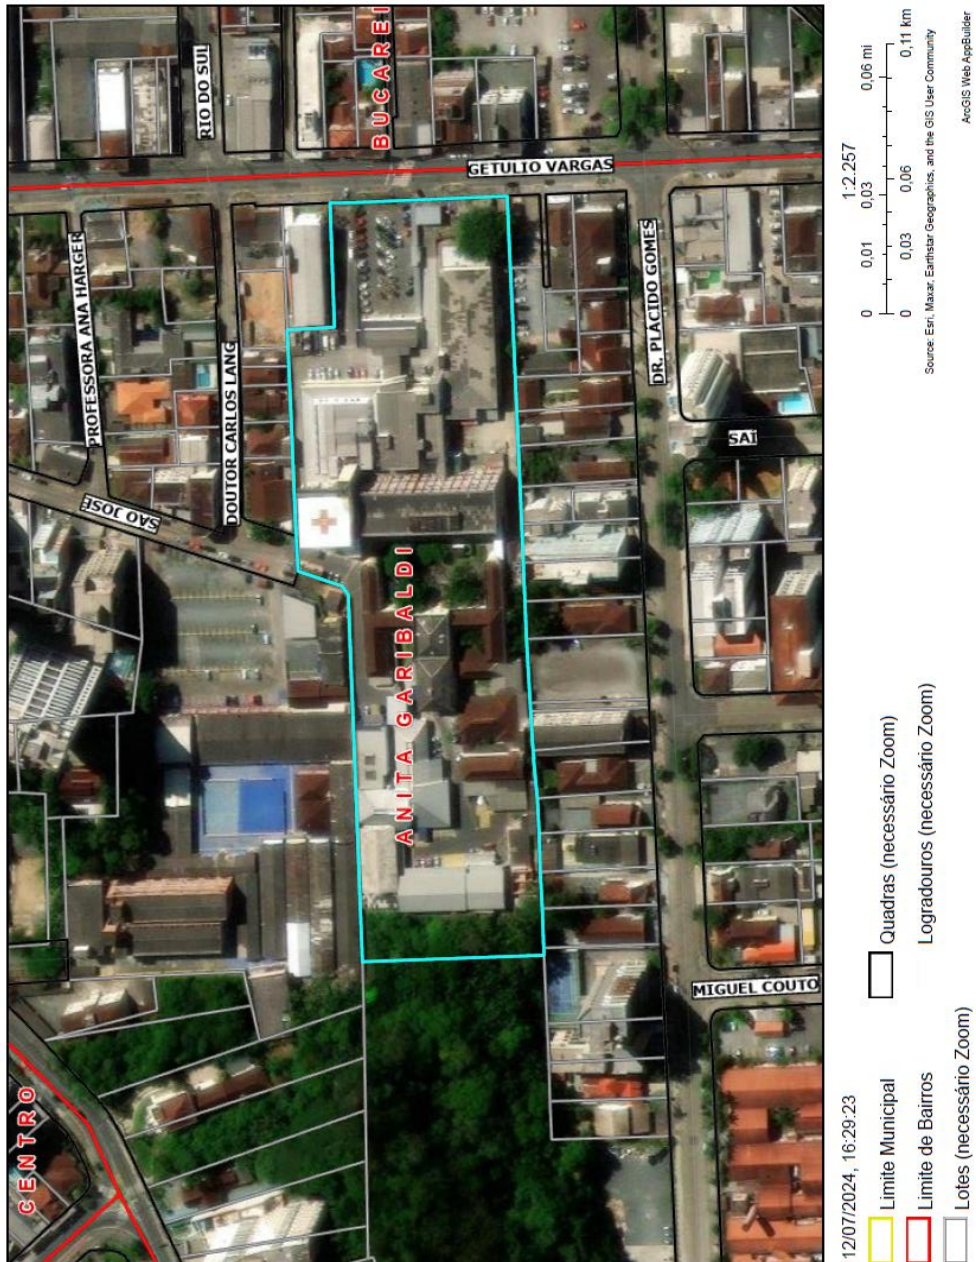 CENTRO
SAO JOSE
PROFESSORA ANA HARGER
DOUTOR CARLOS LANG
RIO DO SUL
BUCAREI
GETULIO VARGAS
ANITA GARIBALDI
DR. PLÁCIDO GOMES
SAÍ
MIGUEL COUTO
12/07/2024, 16:29:23
Limite Municipal
Limite de Bairros
Lotes (necessário Zoom)
Quadras (necessário Zoom)
Logradouros (necessário Zoom)
1:2.257
0 0,01 0,03 0,06 mi
0 0,03 0,06 0,11 km
Source: Esri, Maxar, Earthstar Geographics, and the GIS User Community
ArcGIS Web AppBuilder